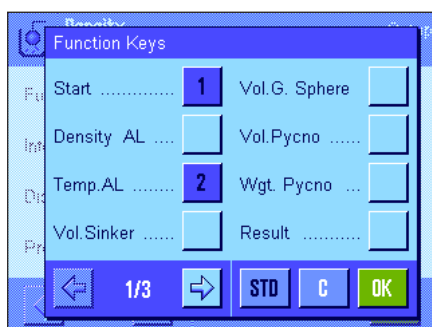 Density
Function Keys
Start .............. 1
Vol.G. Sphere
Density AL ....
Vol.Pycno ......
Temp.AL ........ 2
Wgt. Pycno ...
Vol.Sinker ......
Result ...........
1/3
STD
C
OK